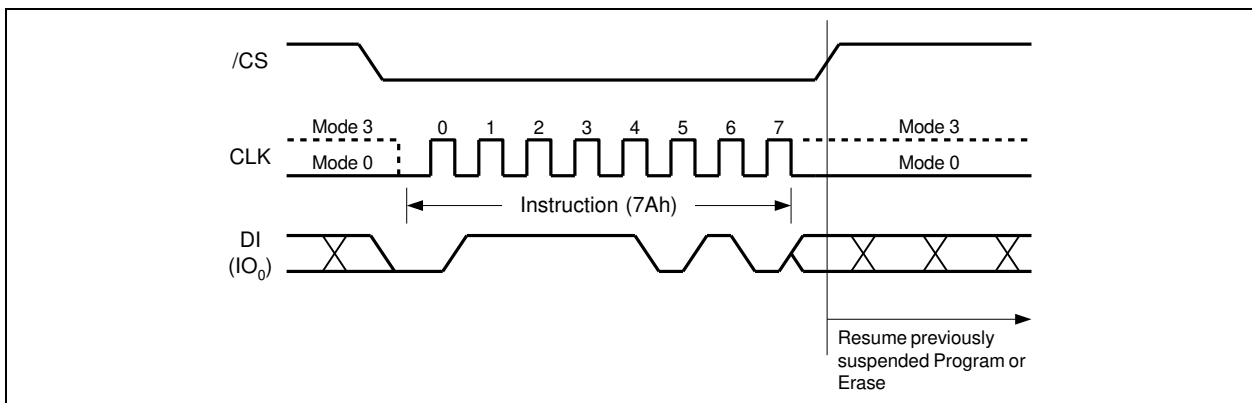 /CS
Mode 3 0 1 2 3 4 5 6 7 Mode 3
CLK
Mode 0 Mode 0
Instruction (7Ah)
DI
(IO0)
Resume previously
suspended Program or
Erase